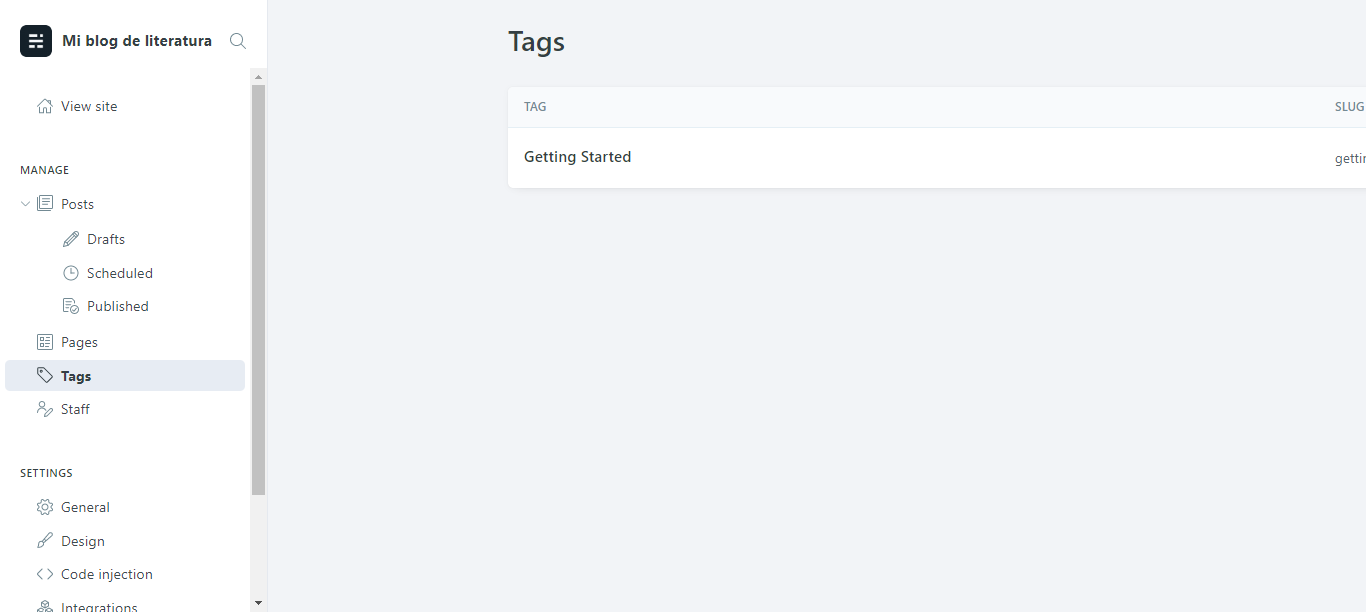 Mi blog de literatura
View site
MANAGE
Posts
Drafts
Scheduled
Published
Pages
Tags
Staff
SETTINGS
General
Design
Code injection
Integrations
Tags
TAG SLUG
Getting Started gettin